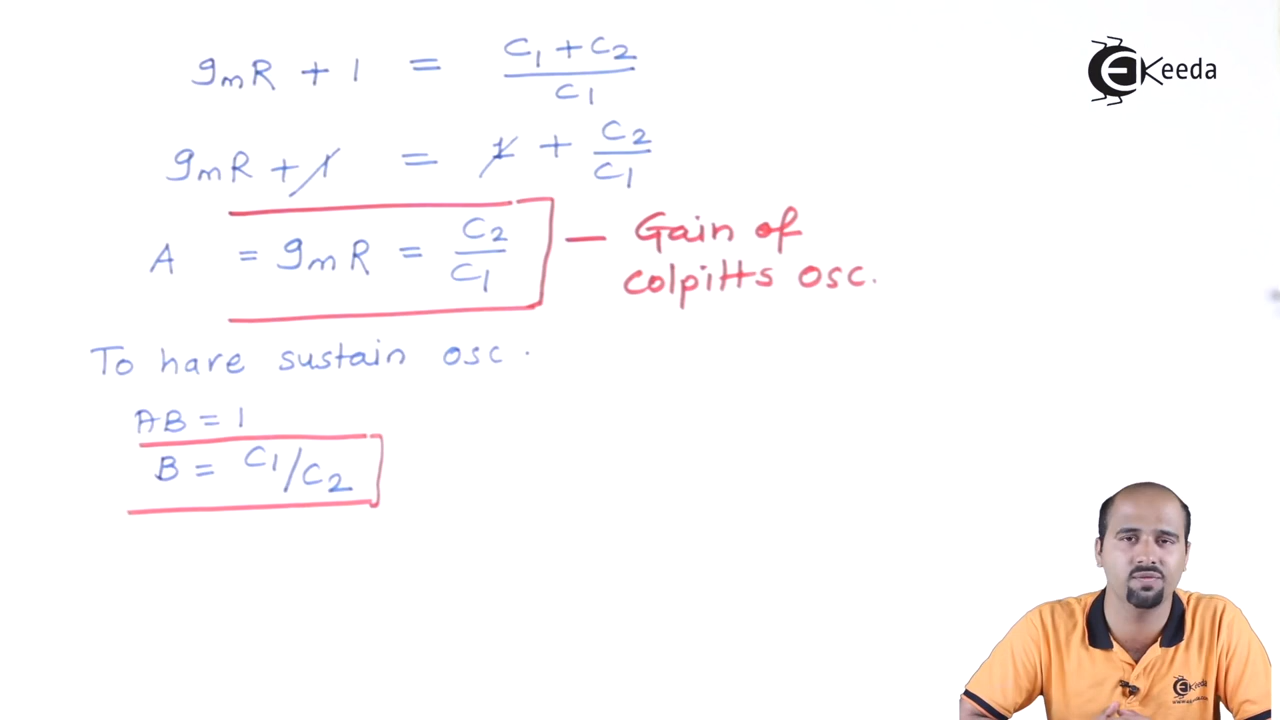 gmR + 1 = C1 + C2 / C1
gmR + 1 = 1 + C2 / C1
A = gmR = C2 / C1
— Gain of
colpitts osc.
To have sustain osc.
AB = 1
B = C1/C2
EKeeda
EKeeda